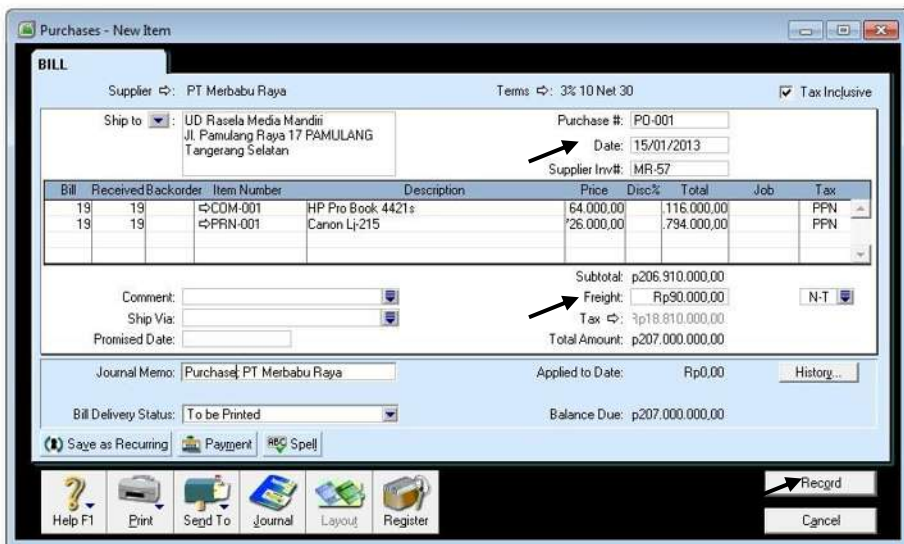 Purchases - New Item
BILL
Supplier ⇨: PT Merbabu Raya
Terms ⇨: 3% 10 Net 30
Tax Inclusive
Ship to : UD Rasela Media Mandiri
Jl. Pamulang Raya 17 PAMULANG
Tangerang Selatan
Purchase #: PO-001
Date: 15/01/2013
Supplier Inv#: MR-57
Bill Received Backorder Item Number Description Price Disc% Total Job Tax
19 19 ⇨COM-001 HP Pro Book 4421s 64.000,00 .116.000,00 PPN
19 19 ⇨PRN-001 Canon Lj-215 '26.000,00 .794.000,00 PPN
Subtotal: p206.910.000,00
Comment: Freight: Rp90.000,00 N-T
Ship Via: Tax ⇨: Rp18.810.000,00
Promised Date: Total Amount: p207.000.000,00
Journal Memo: Purchase; PT Merbabu Raya Applied to Date: Rp0,00 History...
Bill Delivery Status: To be Printed Balance Due: p207.000.000,00
Save as Recurring Payment ABC Spell
Record
Help F1 Print Send To Journal Layout Register
Cancel